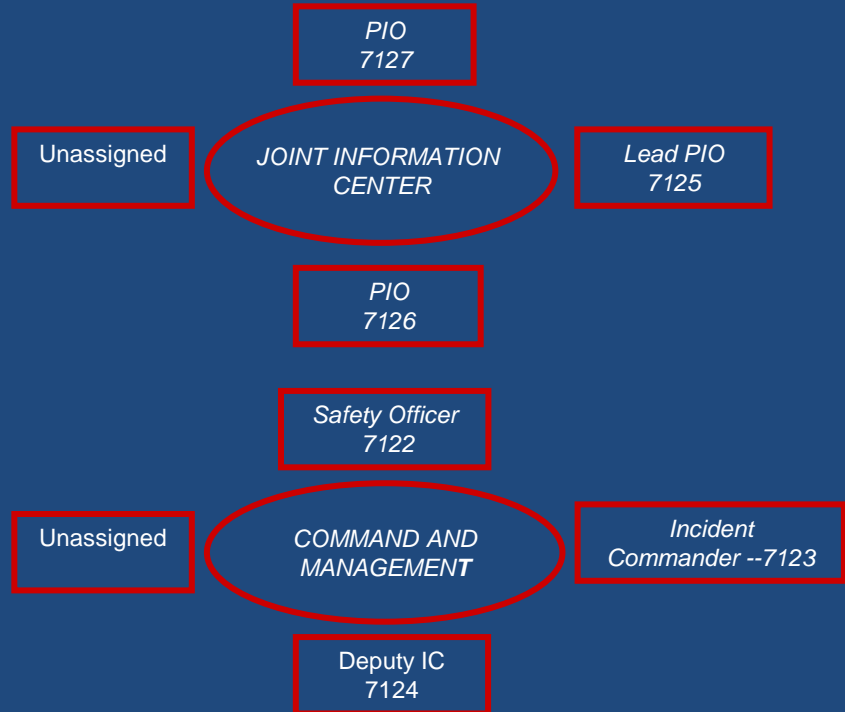 PIO
7127
Unassigned
JOINT INFORMATION
CENTER
Lead PIO
7125
PIO
7126
Safety Officer
7122
Unassigned
COMMAND AND
MANAGEMENT
Incident
Commander --7123
Deputy IC
7124